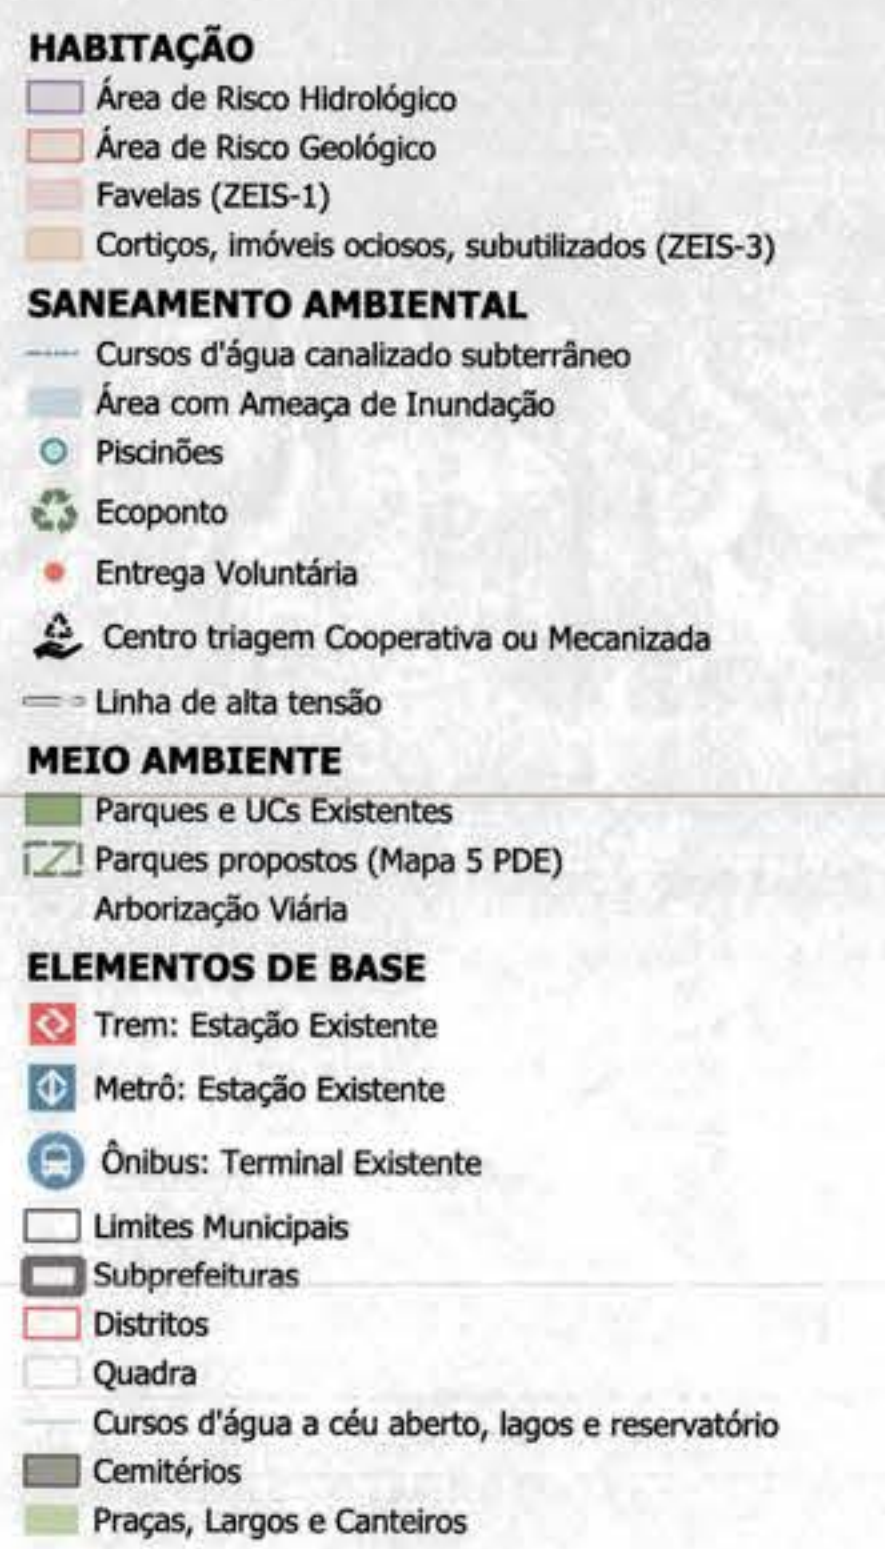 HABITAÇÃO
Área de Risco Hidrológico
Área de Risco Geológico
Favelas (ZEIS-1)
Cortiços, imóveis ociosos, subutilizados (ZEIS-3)
SANEAMENTO AMBIENTAL
Cursos d'água canalizado subterrâneo
Área com Ameaça de Inundação
Piscinões
Ecoponto
Entrega Voluntária
Centro triagem Cooperativa ou Mecanizada
Linha de alta tensão
MEIO AMBIENTE
Parques e UCs Existentes
Parques propostos (Mapa 5 PDE)
Arborização Viária
ELEMENTOS DE BASE
Trem: Estação Existente
Metrô: Estação Existente
Ônibus: Terminal Existente
Limites Municipais
Subprefeituras
Distritos
Quadra
Cursos d'água a céu aberto, lagos e reservatório
Cemitérios
Praças, Largos e Canteiros